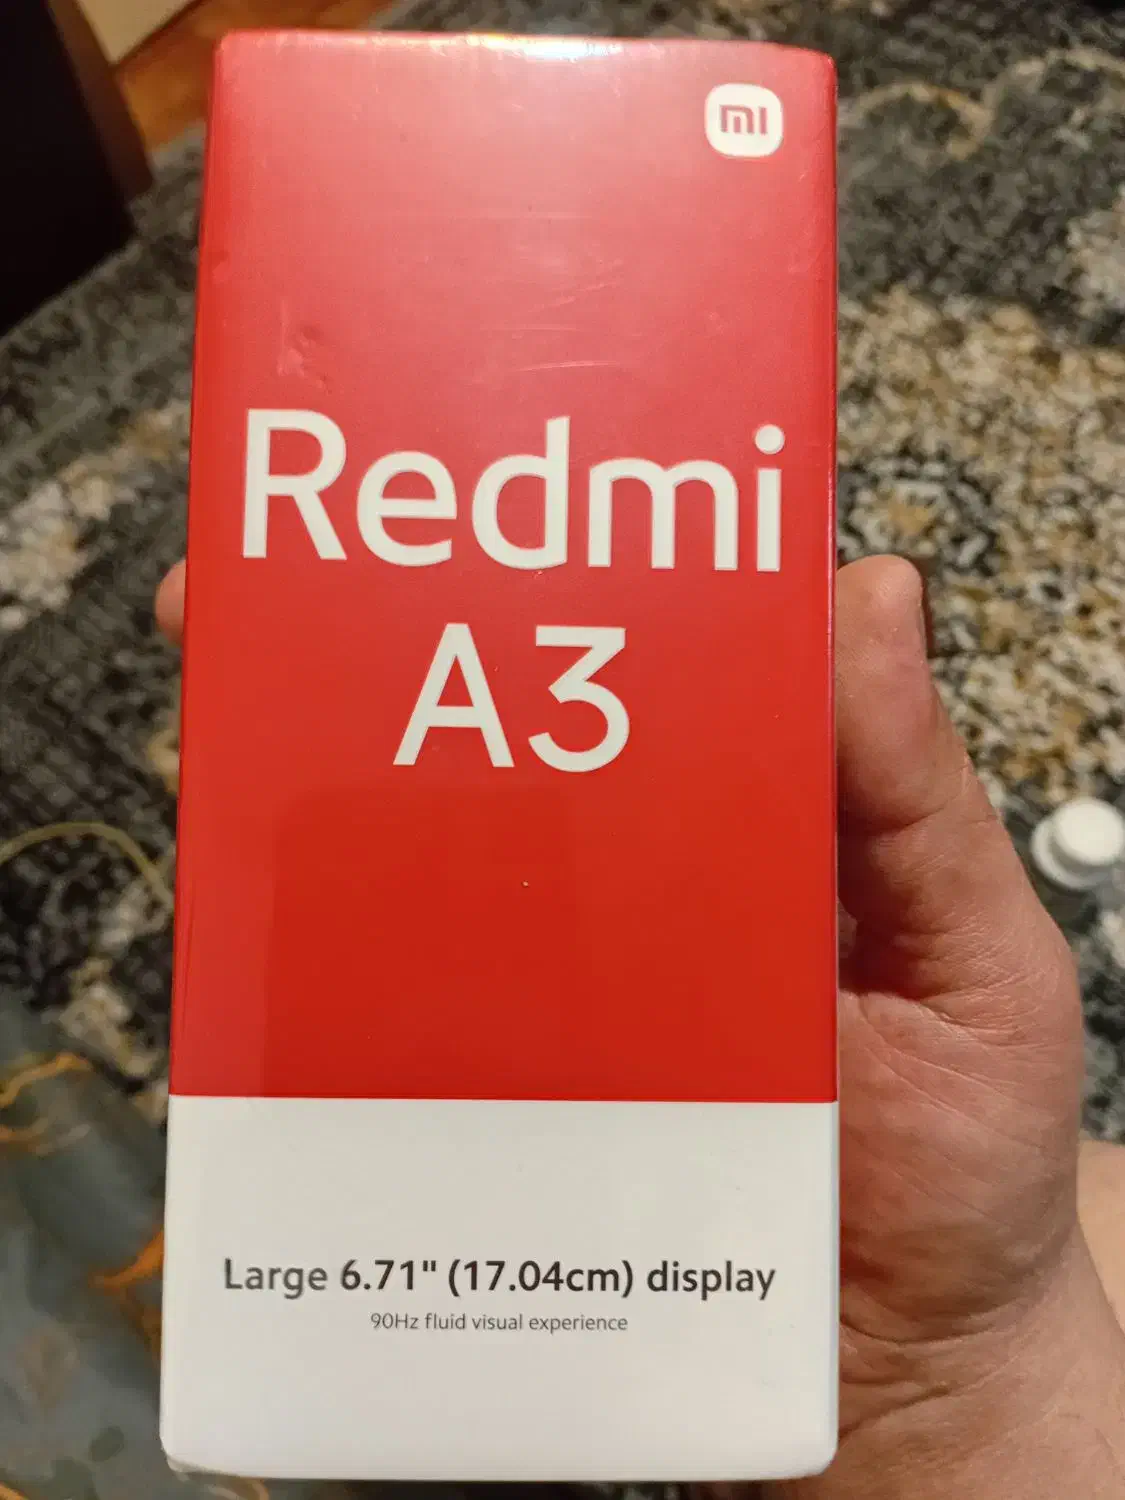 mi
Redmi
A3
Large 6.71" (17.04cm) display
90Hz fluid visual experience